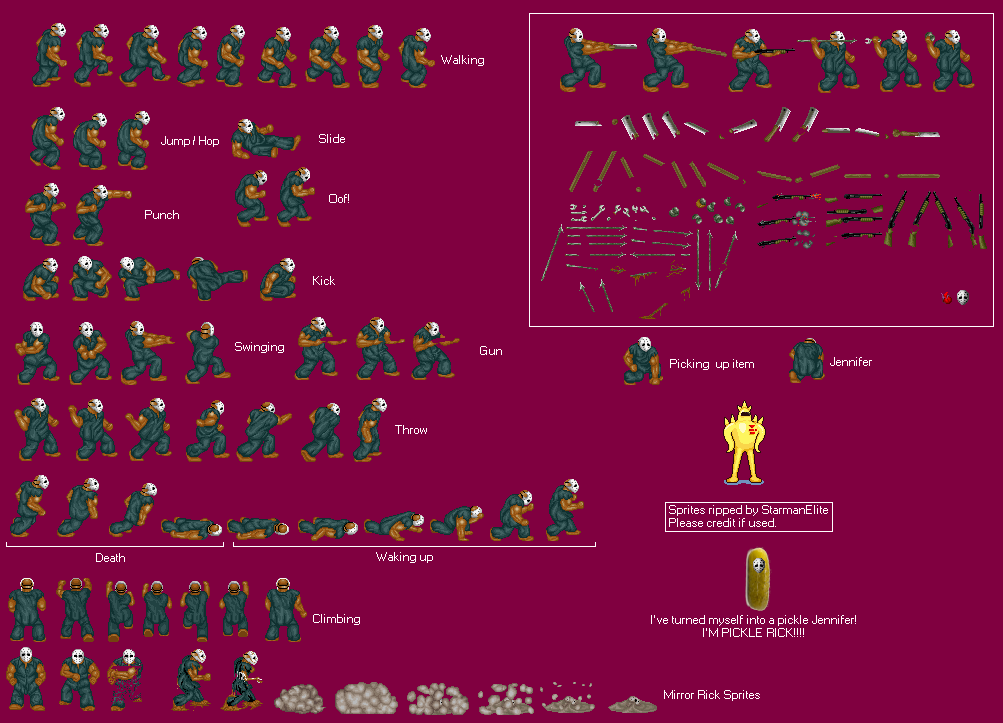 Walking
Jump / Hop
Slide
Oof!
Punch
Kick
Swinging
Gun
Picking up item
Jennifer
Throw
Sprites ripped by StarmanElite
Please credit if used.
Death
Waking up
I've turned myself into a pickle Jennifer!
I'M PICKLE RICK!!!!
Climbing
Mirror Rick Sprites